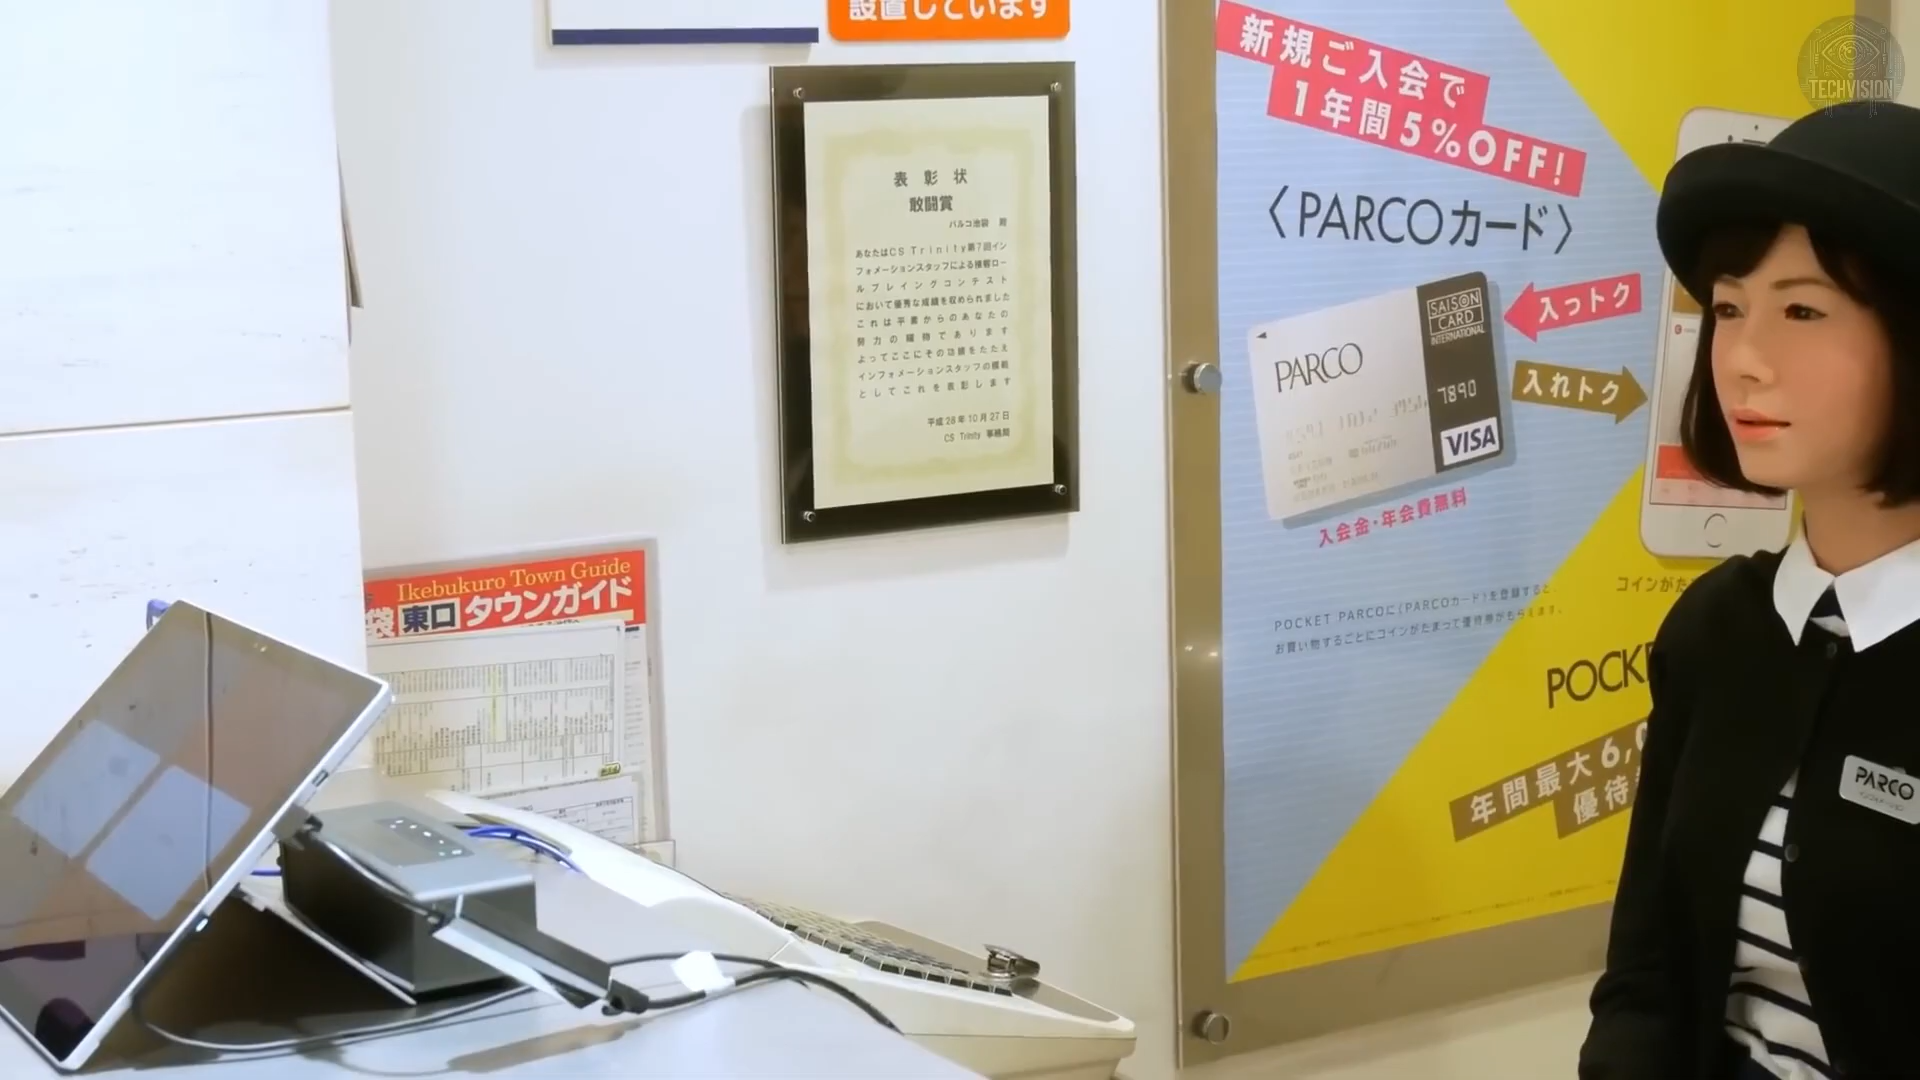 設置しています
TECHVISION
新規ご入会で
1年間5%OFF!
〈PARCOカード〉
入っトク
入れトク
SAISON
CARD
INTERNATIONAL
PARCO
7890
VISA
入会金・年会費無料
POCKET PARCOに〈PARCOカード〉を登録すると、
お買い物するごとにコインがたまって優待券がもらえます。
コインがた
POCKE
年間最大6,0
優待
表彰状
敢闘賞
パルコ池袋 殿
あなたはCS Trinity第7回イン
フォメーションスタッフによる接客ロー
ルプレイングコンテスト
において優秀な成績を収められました
これは平素からのあなたの
努力の賜物であります
よってここにその功績をたたえ
インフォメーションスタッフの模範
としてこれを表彰します
平成28年10月27日
CS Trinity 事務局
Ikebukuro Town Guide
袋東口タウンガイド
PARCO
インフォメーション